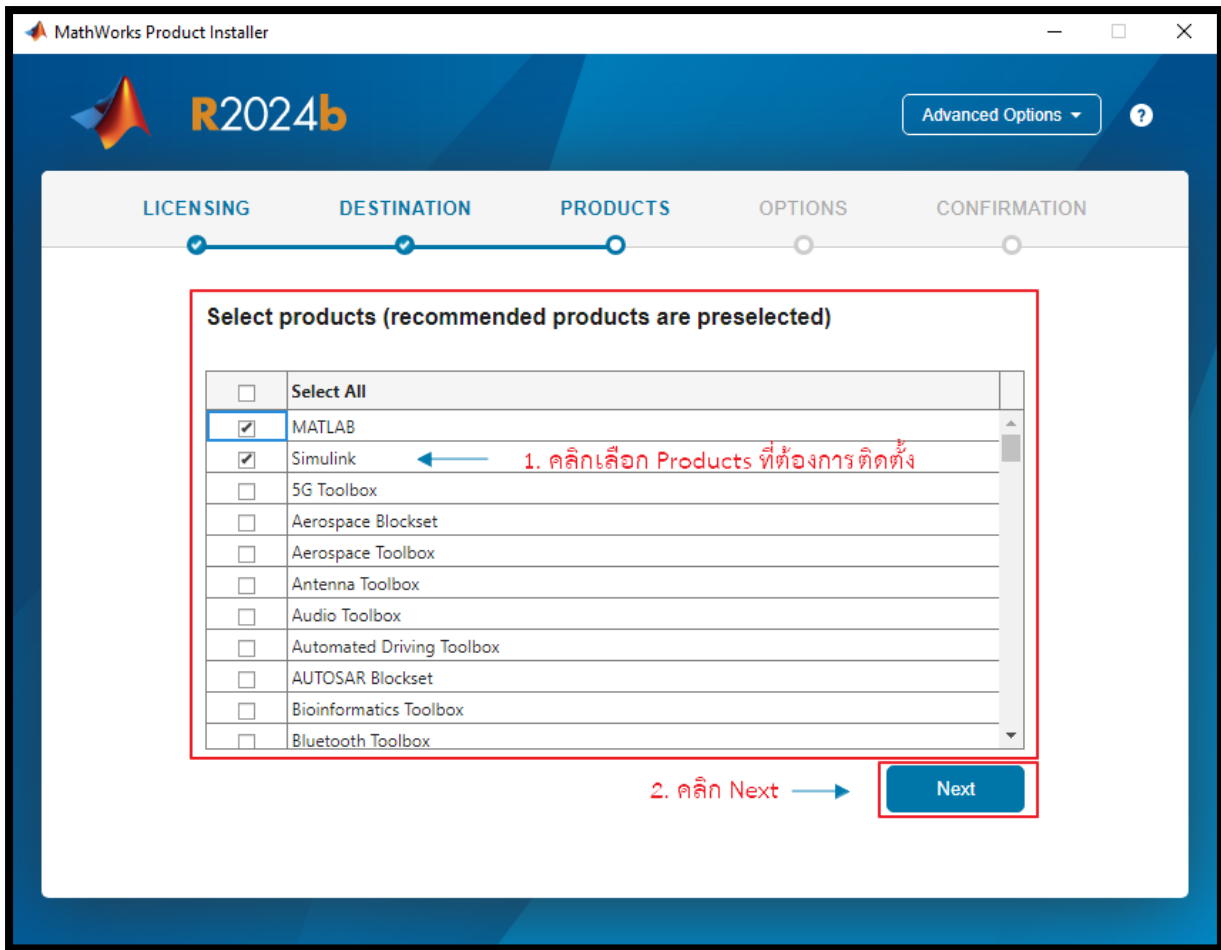 MathWorks Product Installer
R2024b
Advanced Options
?
LICENSING DESTINATION PRODUCTS OPTIONS CONFIRMATION
Select products (recommended products are preselected)
Select All
MATLAB
Simulink
1. คลิกเลือก Products ที่ต้องการติดตั้ง
5G Toolbox
Aerospace Blockset
Aerospace Toolbox
Antenna Toolbox
Audio Toolbox
Automated Driving Toolbox
AUTOSAR Blockset
Bioinformatics Toolbox
Bluetooth Toolbox
2. คลิก Next
Next